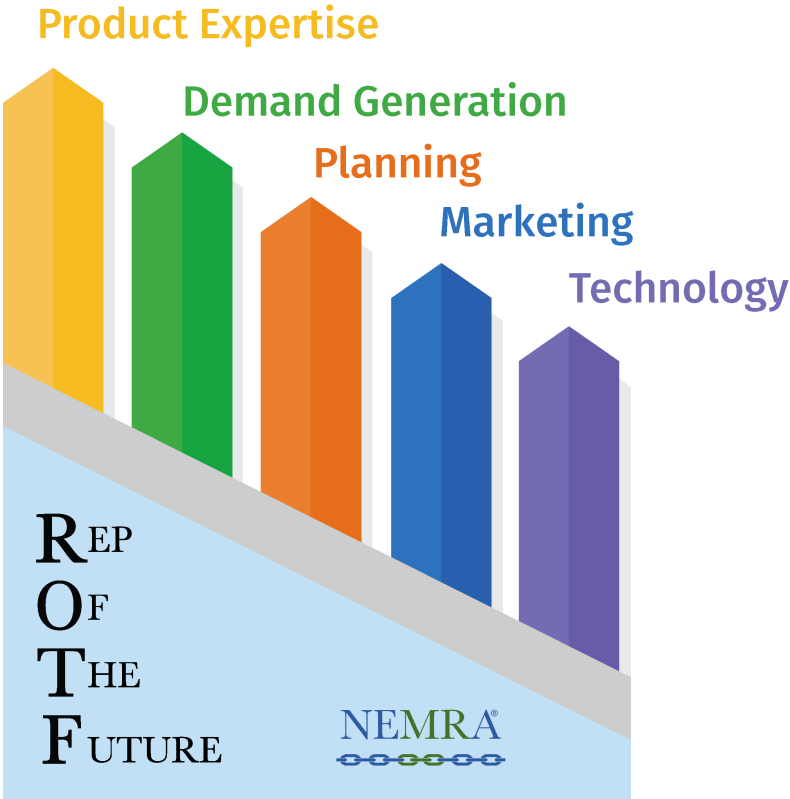 Product Expertise
Demand Generation
Planning
Marketing
Technology
REP
OF
THE
FUTURE
NEMRA®